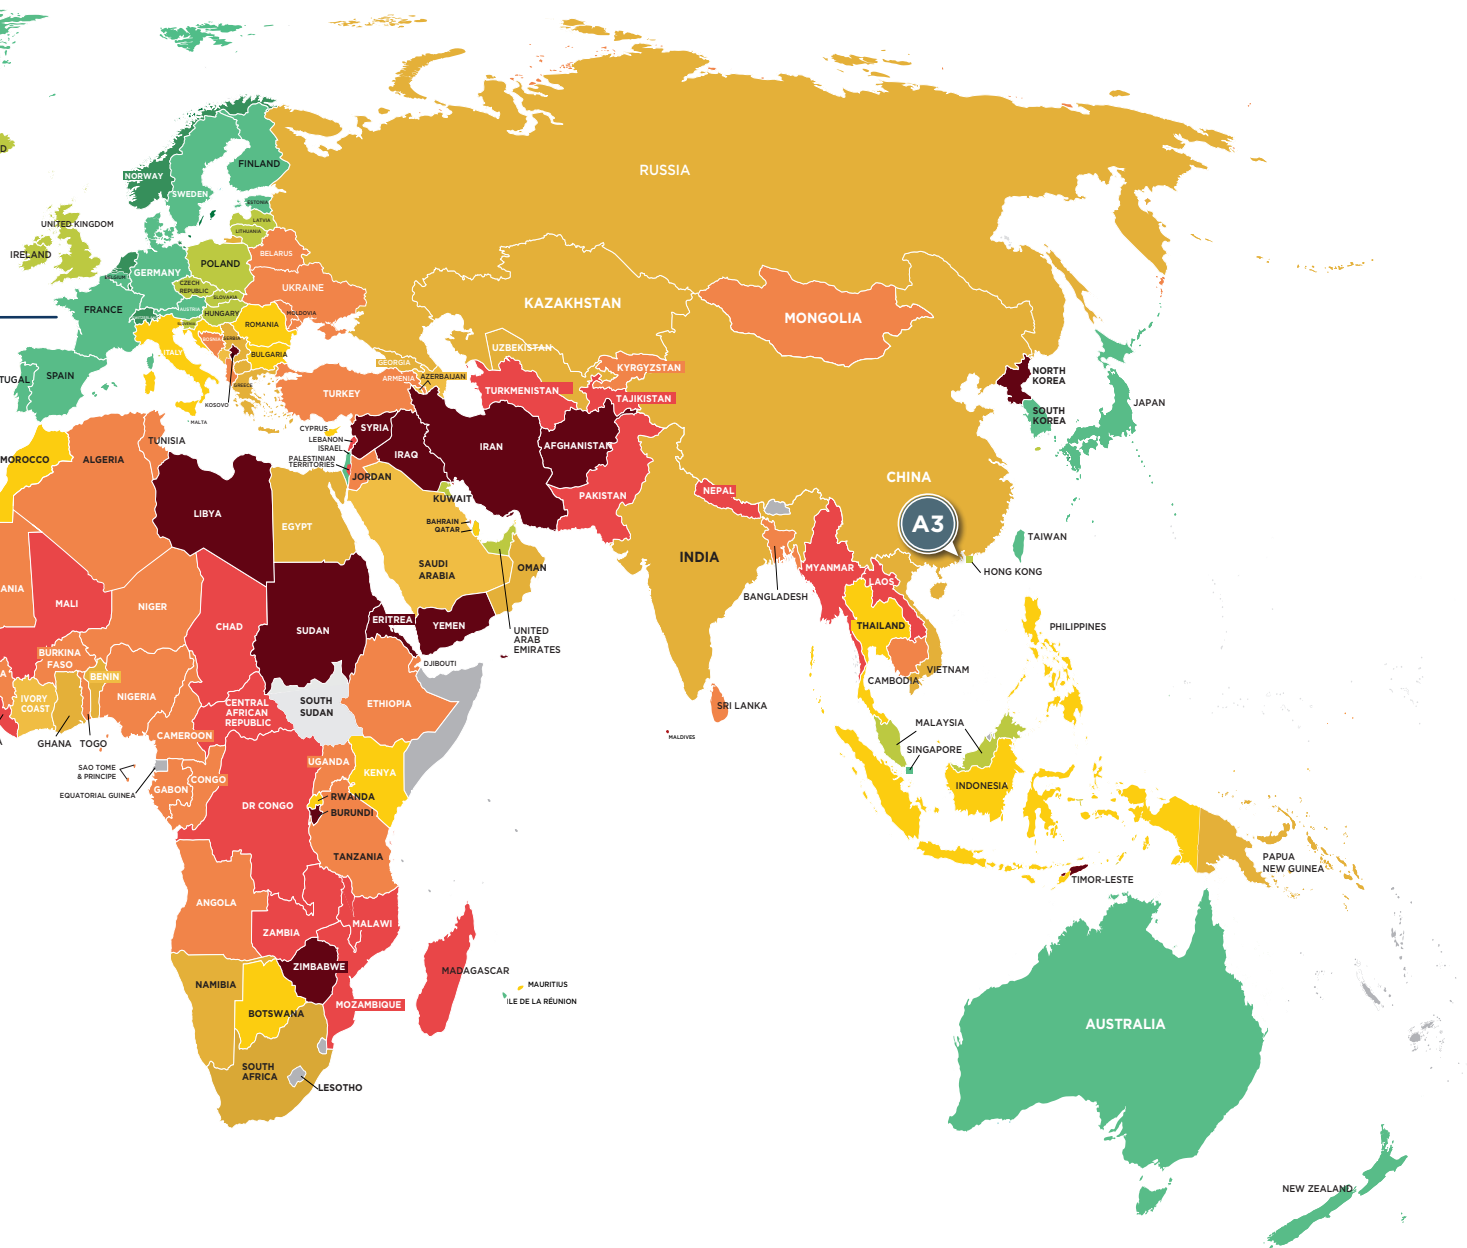 D
NORWAY
FINLAND
SWEDEN
RUSSIA
ESTONIA
LATVIA
LITHUANIA
UNITED KINGDOM
IRELAND
BELARUS
POLAND
GERMANY
BELGIUM
CZECH
REPUBLIC
SLOVAKIA
UKRAINE
KAZAKHSTAN
FRANCE
AUSTRIA
HUNGARY
MOLDOVIA
MONGOLIA
ROMANIA
BOSNIA
SERBIA
ITALY
BULGARIA
UZBEKISTAN
GEORGIA
KYRGYZSTAN
TUGAL
SPAIN
ARMENIA
AZERBAIJAN
GREECE
TURKEY
TURKMENISTAN
TAJIKISTAN
NORTH
KOREA
KOSOVO
MALTA
JAPAN
SOUTH
KOREA
CYPRUS
SYRIA
LEBANON
ISRAEL
PALESTINIAN
TERRITORIES
TUNISIA
MOROCCO
ALGERIA
IRAQ
IRAN
AFGHANISTAN
JORDAN
CHINA
KUWAIT
PAKISTAN
NEPAL
LIBYA
EGYPT
BAHRAIN
QATAR
A3
TAIWAN
SAUDI
ARABIA
OMAN
INDIA
MYANMAR
HONG KONG
LAOS
ANIA
MALI
NIGER
CHAD
BANGLADESH
SUDAN
ERITREA
YEMEN
THAILAND
PHILIPPINES
UNITED
ARAB
EMIRATES
BURKINA
FASO
DJIBOUTI
A
BENIN
VIETNAM
CAMBODIA
IVORY
COAST
NIGERIA
CENTRAL
AFRICAN
REPUBLIC
SOUTH
SUDAN
ETHIOPIA
SRI LANKA
MALAYSIA
A
GHANA
TOGO
CAMEROON
MALDIVES
SINGAPORE
SAO TOME
& PRINCIPE
UGANDA
KENYA
CONGO
GABON
EQUATORIAL GUINEA
RWANDA
INDONESIA
DR CONGO
BURUNDI
TANZANIA
PAPUA
NEW GUINEA
TIMOR-LESTE
ANGOLA
ZAMBIA
MALAWI
ZIMBABWE
MADAGASCAR
NAMIBIA
MAURITIUS
ILE DE LA RÉUNION
MOZAMBIQUE
BOTSWANA
AUSTRALIA
SOUTH
AFRICA
LESOTHO
NEW ZEALAND